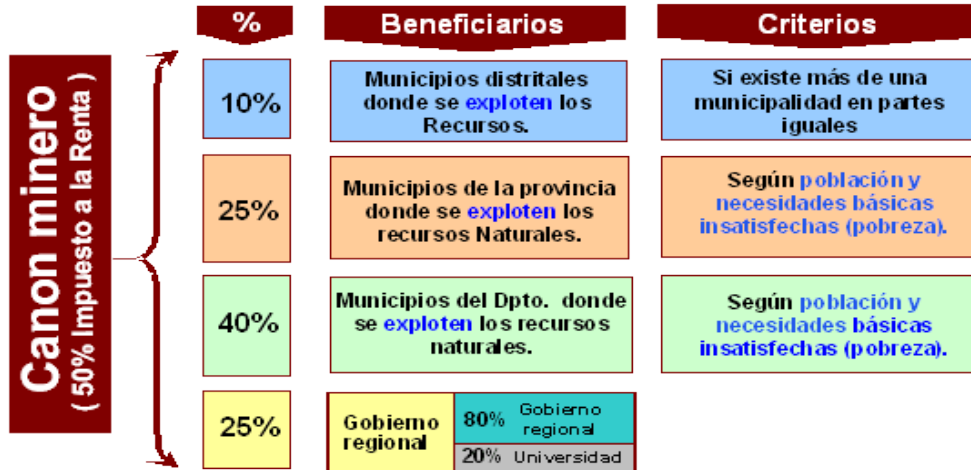 Canon minero
( 50% Impuesto a la Renta )
%
Beneficiarios
Criterios
10%
Municipios distritales
donde se exploten los
Recursos.
Si existe más de una
municipalidad en partes
iguales
25%
Municipios de la provincia
donde se exploten los
recursos Naturales.
Según población y
necesidades básicas
insatisfechas (pobreza).
40%
Municipios del Dpto. donde
se exploten los recursos
naturales.
Según población y
necesidades básicas
insatisfechas (pobreza).
25%
Gobierno
regional
80% Gobierno
regional
20% Universidad